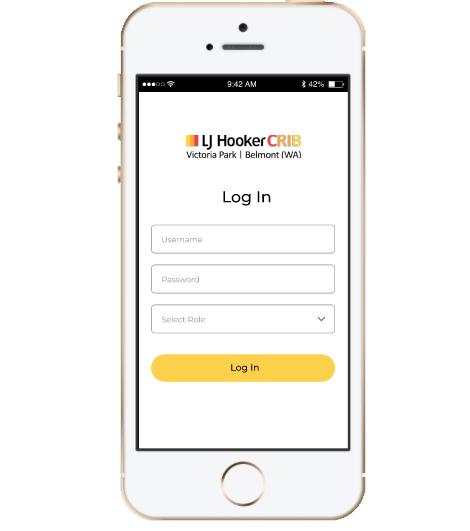 9:42 AM 42%
LJ Hooker CRIB
Victoria Park | Belmont (WA)
Log In
Username
Password
Select Role
Log In